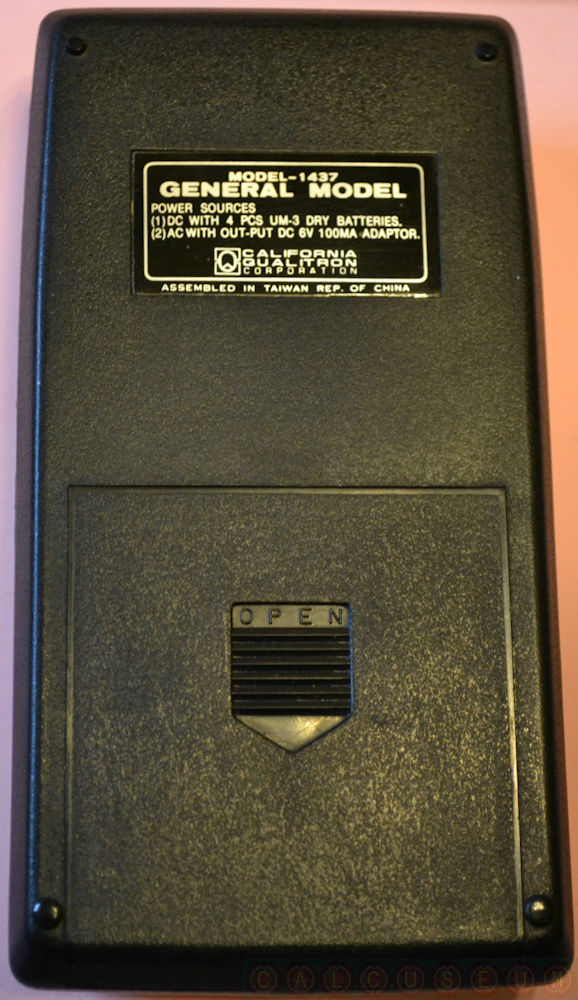 MODEL-1437
GENERAL MODEL
POWER SOURCES
(1)DC WITH 4 PCS UM-3 DRY BATTERIES.
(2)AC WITH OUT-PUT DC 6V 100MA ADAPTOR.
CALIFORNIA
QUALITRON
CORPORATION
ASSEMBLED IN TAIWAN REP. OF CHINA
OPEN
CALCUSEUM